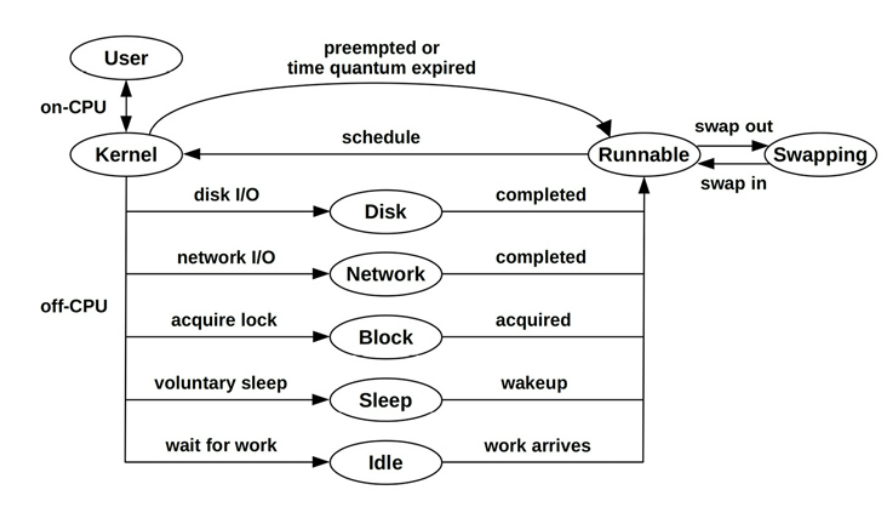 preempted or
time quantum expired
User
on-CPU
schedule
swap out
Kernel
Runnable
Swapping
swap in
disk I/O
completed
Disk
network I/O
completed
Network
off-CPU
acquire lock
acquired
Block
voluntary sleep
wakeup
Sleep
wait for work
work arrives
Idle